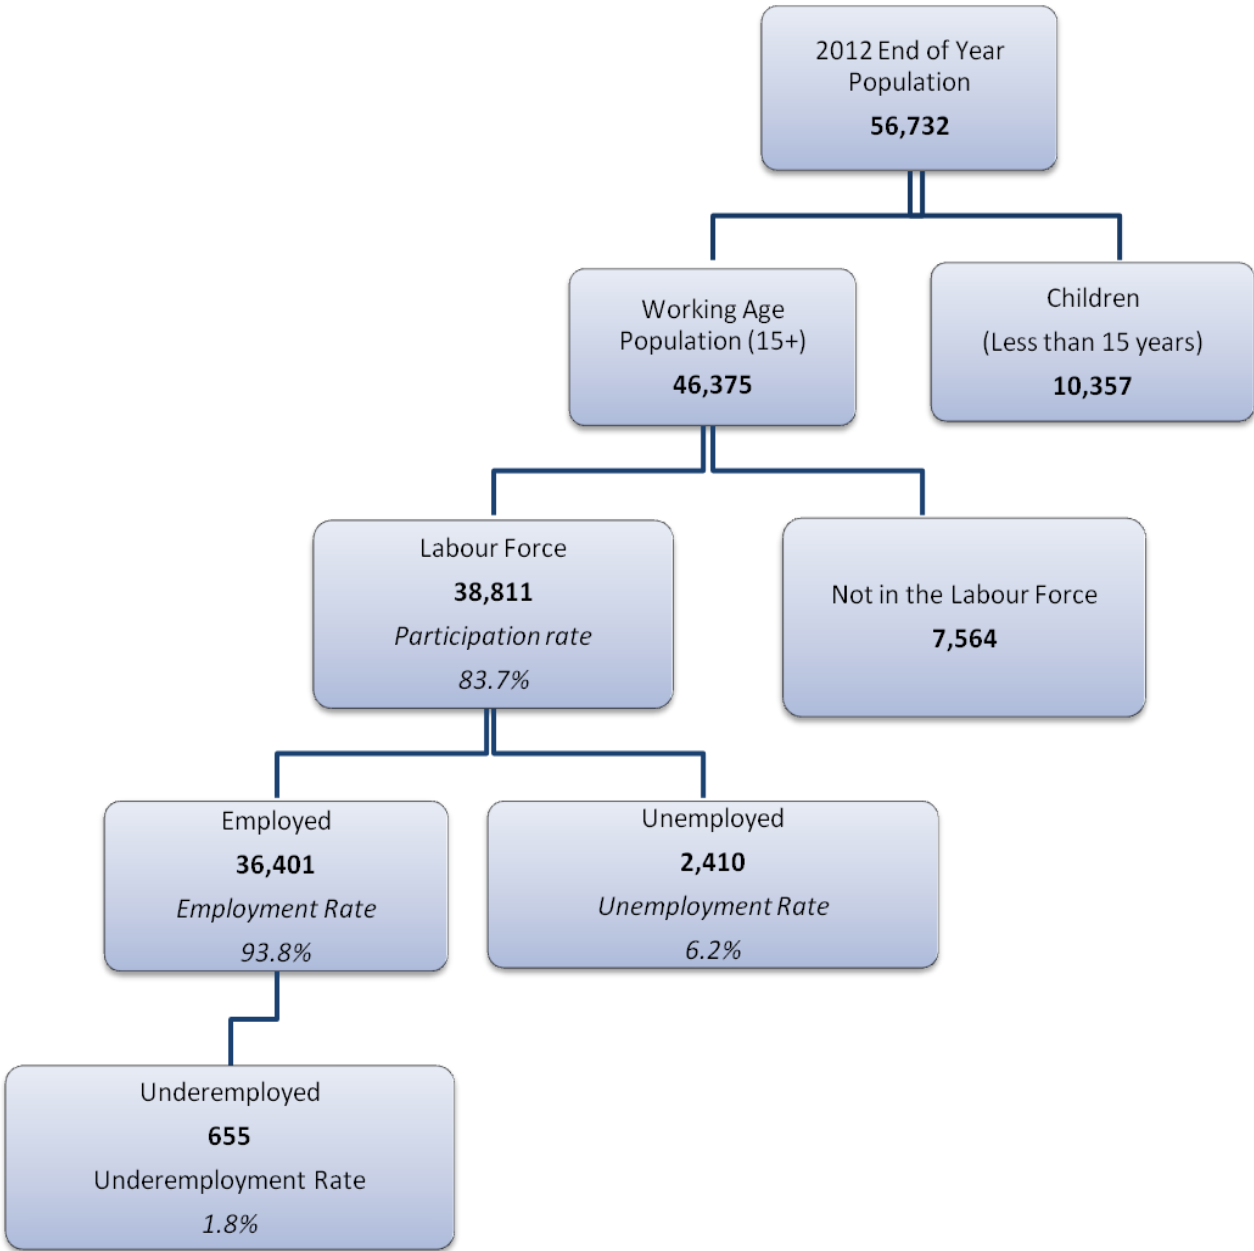 2012 End of Year
Population
56,732
Working Age
Population (15+)
46,375
Children
(Less than 15 years)
10,357
Labour Force
38,811
Participation rate
83.7%
Not in the Labour Force
7,564
Employed
36,401
Employment Rate
93.8%
Unemployed
2,410
Unemployment Rate
6.2%
Underemployed
655
Underemployment Rate
1.8%